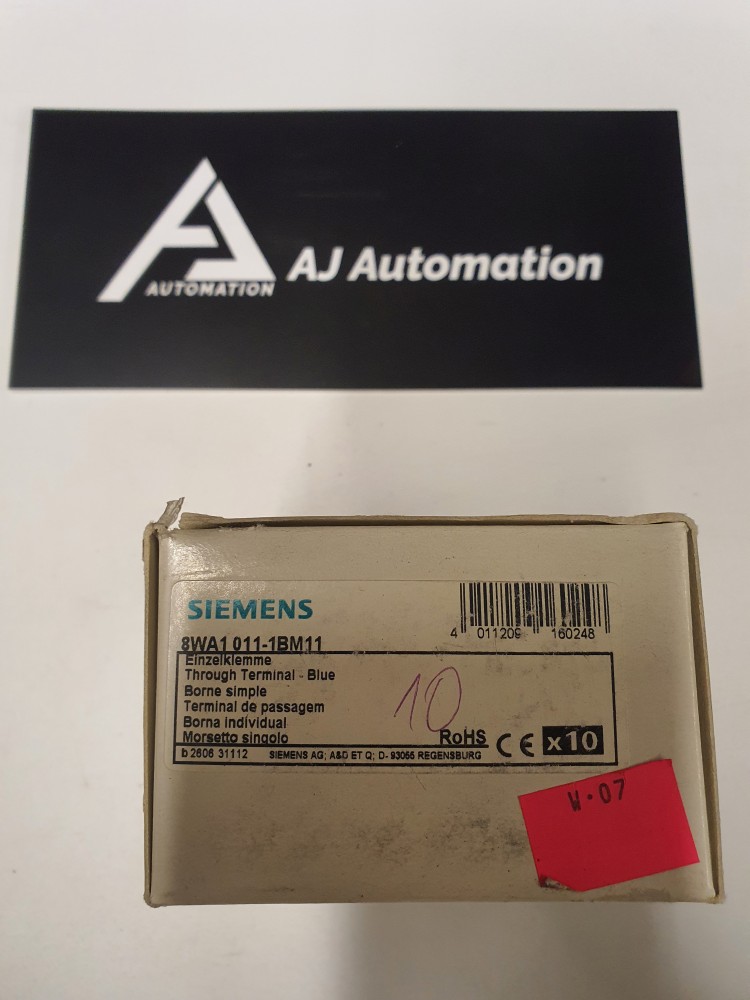 AUTOMATION
AJ Automation
SIEMENS
4 011209 160248
8WA1 011-1BM11
Einzelklemme
Through Terminal - Blue
Borne simple
Terminal de passagem
Borna individual
Morsetto singolo
10
RoHS CE x10
b 2606 31112 SIEMENS AG; A&D ET Q; D- 93055 REGENSBURG
W·07